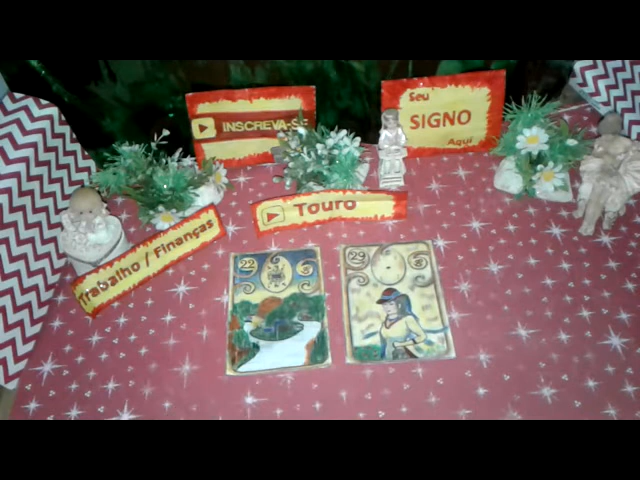 INSCREVA-SE
Seu
SIGNO
Aqui
Touro
Trabalho / Finanças
22
29